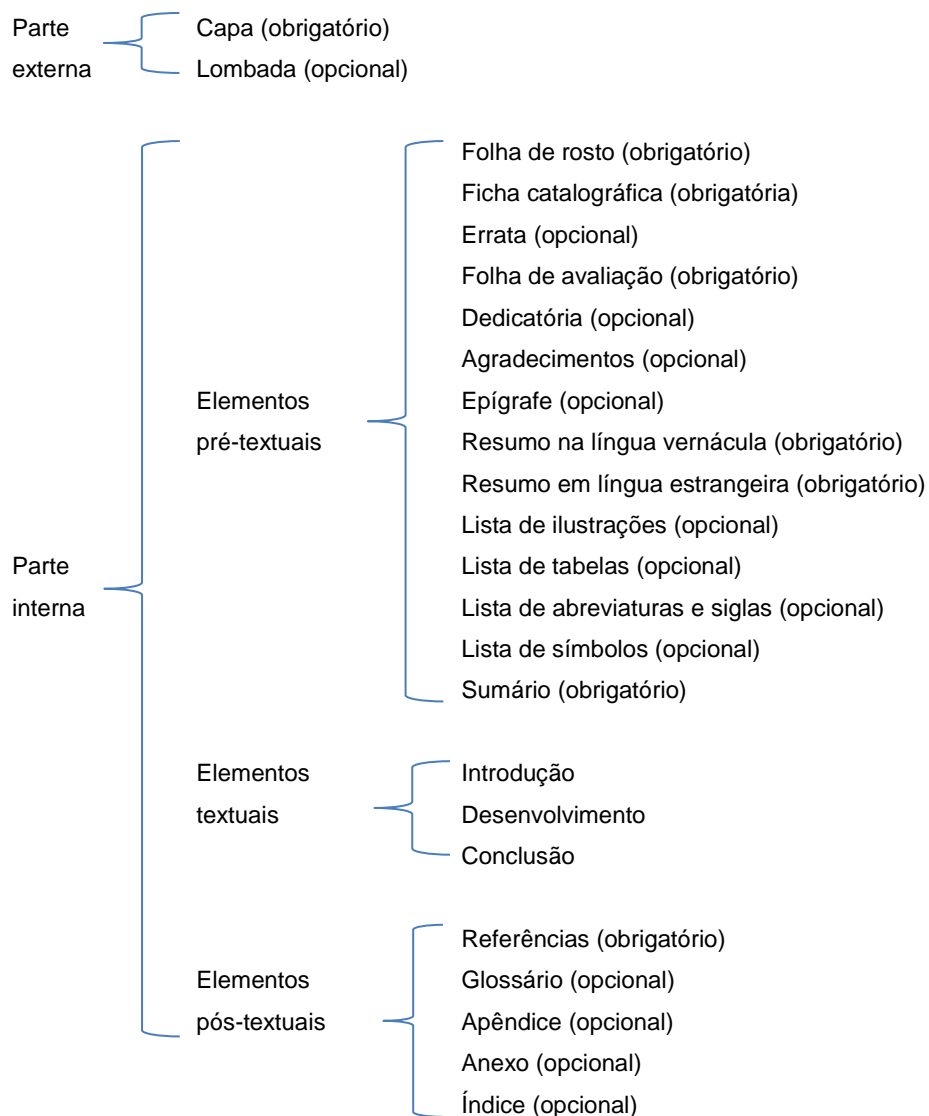 Parte
externa
Capa (obrigatório)
Lombada (opcional)
Parte
interna
Elementos
pré-textuais
Folha de rosto (obrigatório)
Ficha catalográfica (obrigatória)
Errata (opcional)
Folha de avaliação (obrigatório)
Dedicatória (opcional)
Agradecimentos (opcional)
Epígrafe (opcional)
Resumo na língua vernácula (obrigatório)
Resumo em língua estrangeira (obrigatório)
Lista de ilustrações (opcional)
Lista de tabelas (opcional)
Lista de abreviaturas e siglas (opcional)
Lista de símbolos (opcional)
Sumário (obrigatório)
Elementos
textuais
Introdução
Desenvolvimento
Conclusão
Elementos
pós-textuais
Referências (obrigatório)
Glossário (opcional)
Apêndice (opcional)
Anexo (opcional)
Índice (opcional)